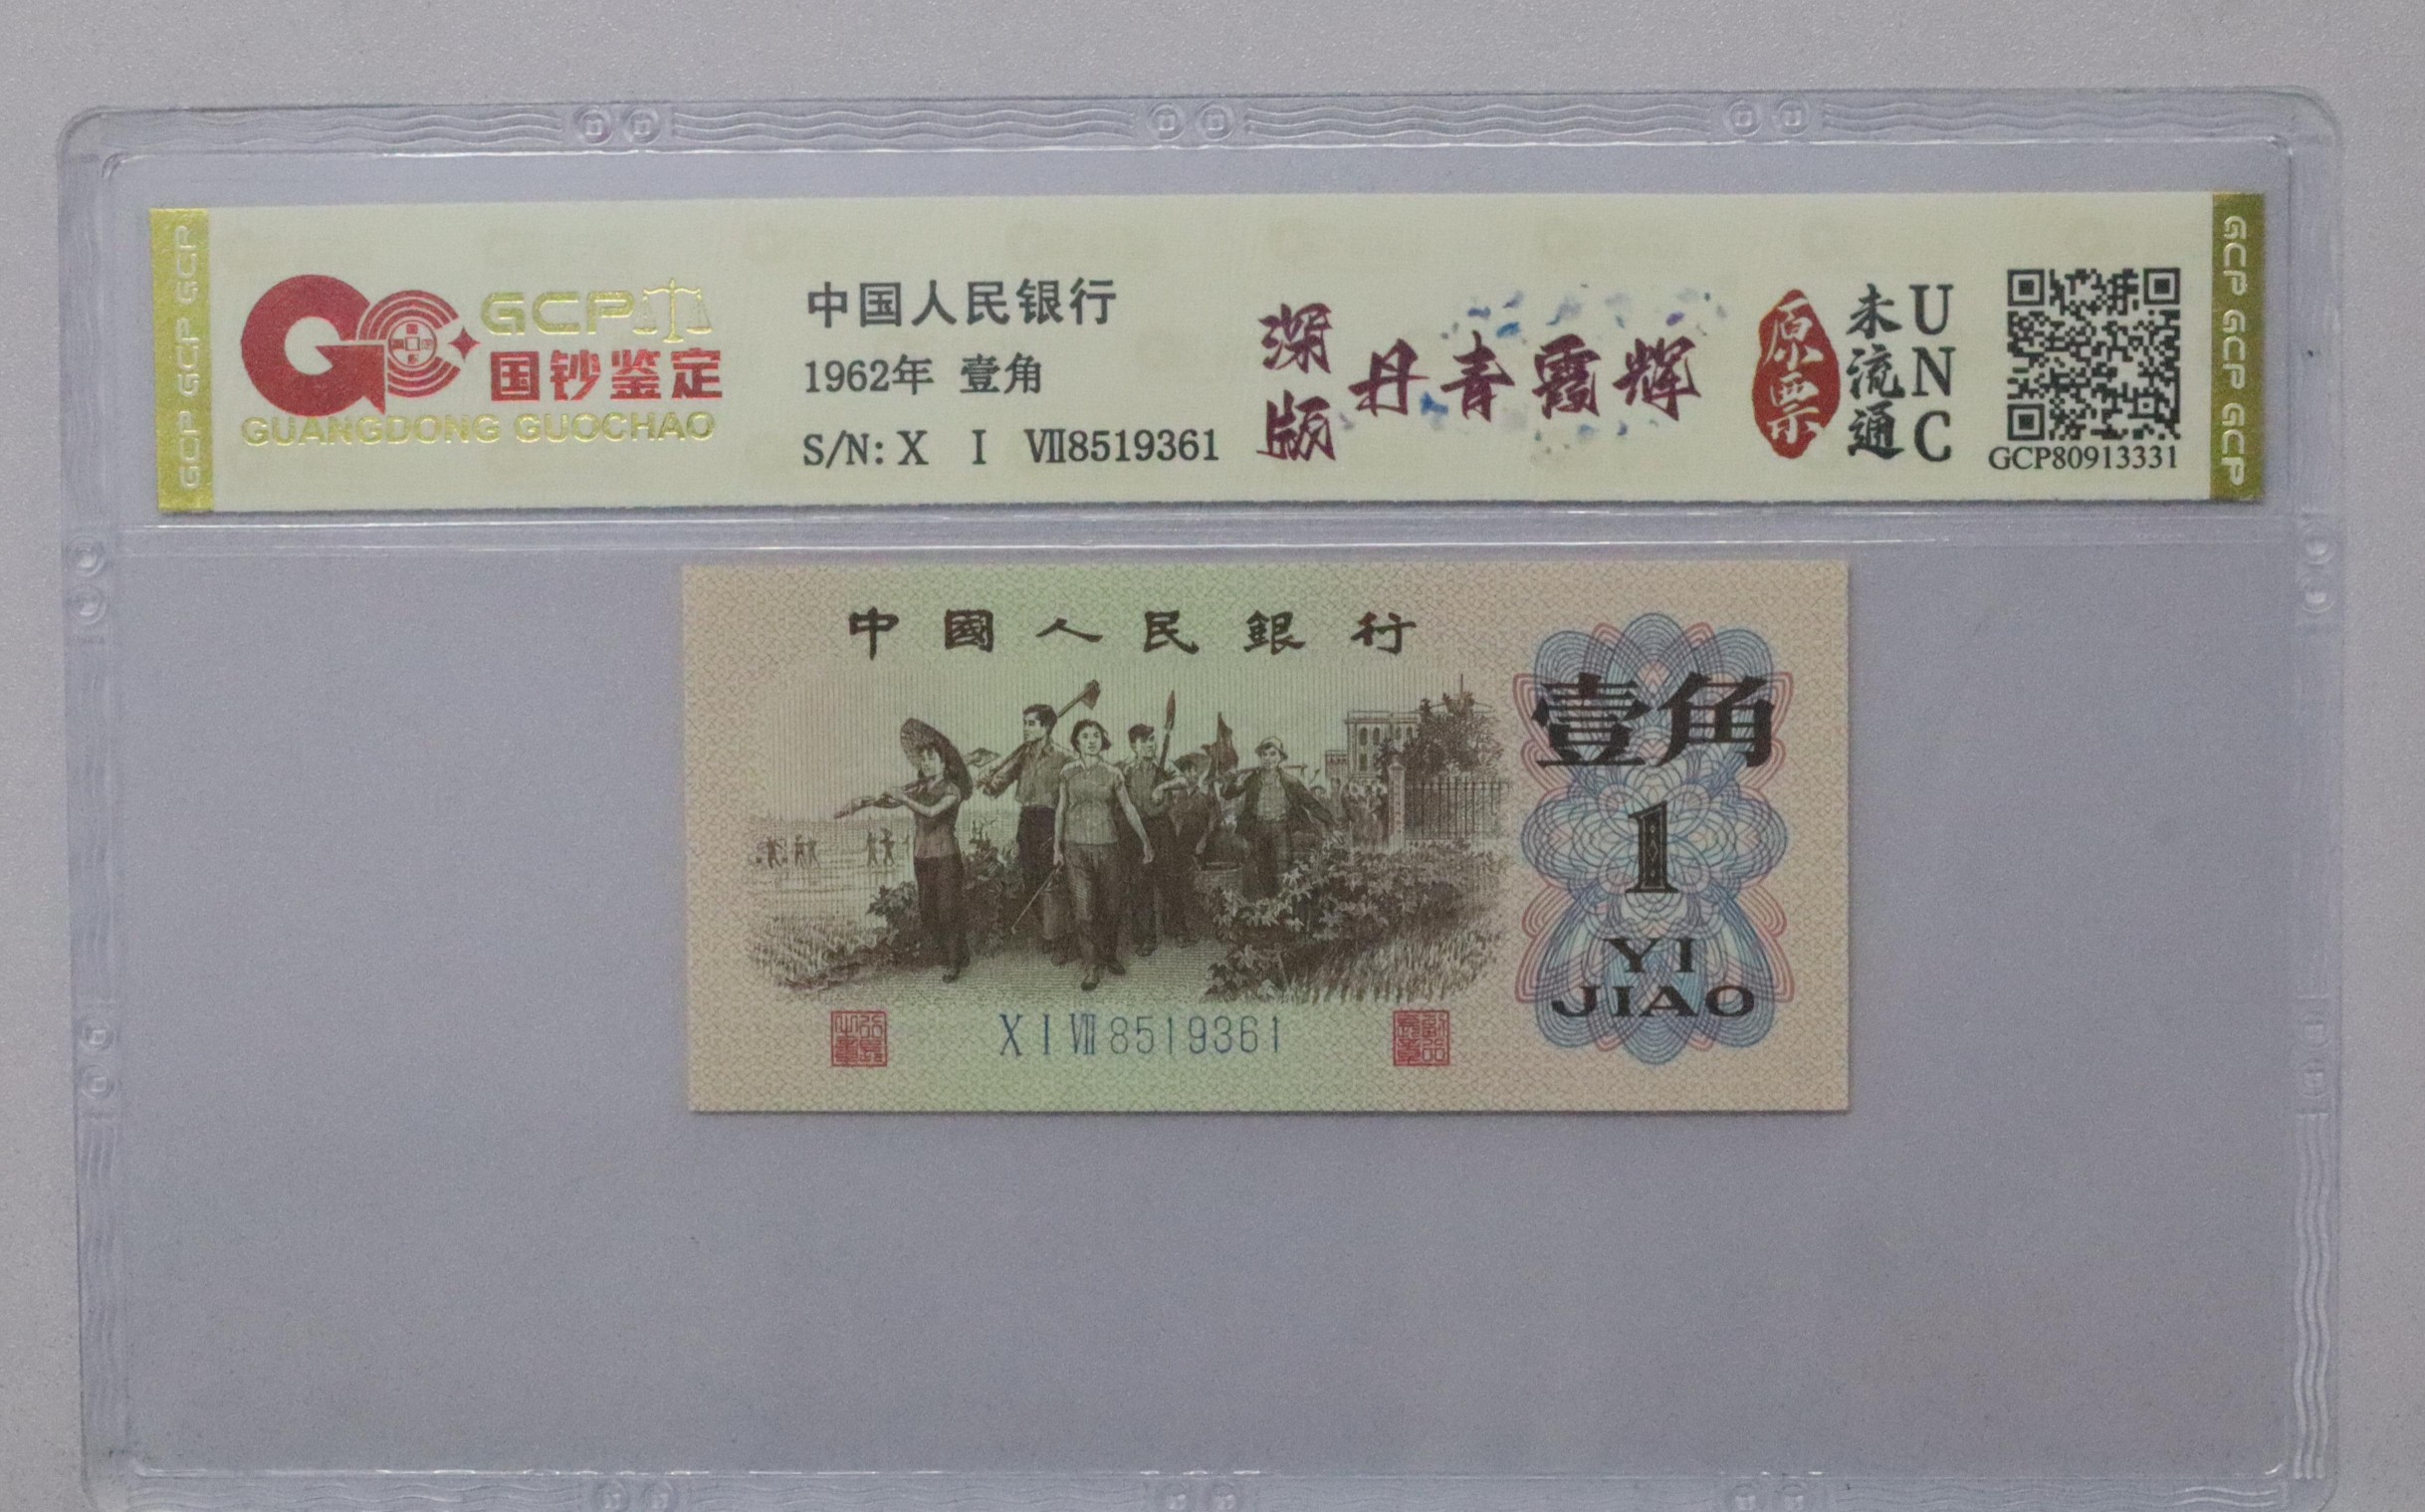 GCP GCP GCP
GCP
国钞鉴定
GUANGDONG GUOCHAO
中国人民银行
1962年 壹角
S/N: X I Ⅶ8519361
深版
丹青霞辉
原票
未流通
UNC
GCP80913331
GCP GCP GCP
中國人民銀行
壹角
1
YI
JIAO
X I Ⅶ 8519361